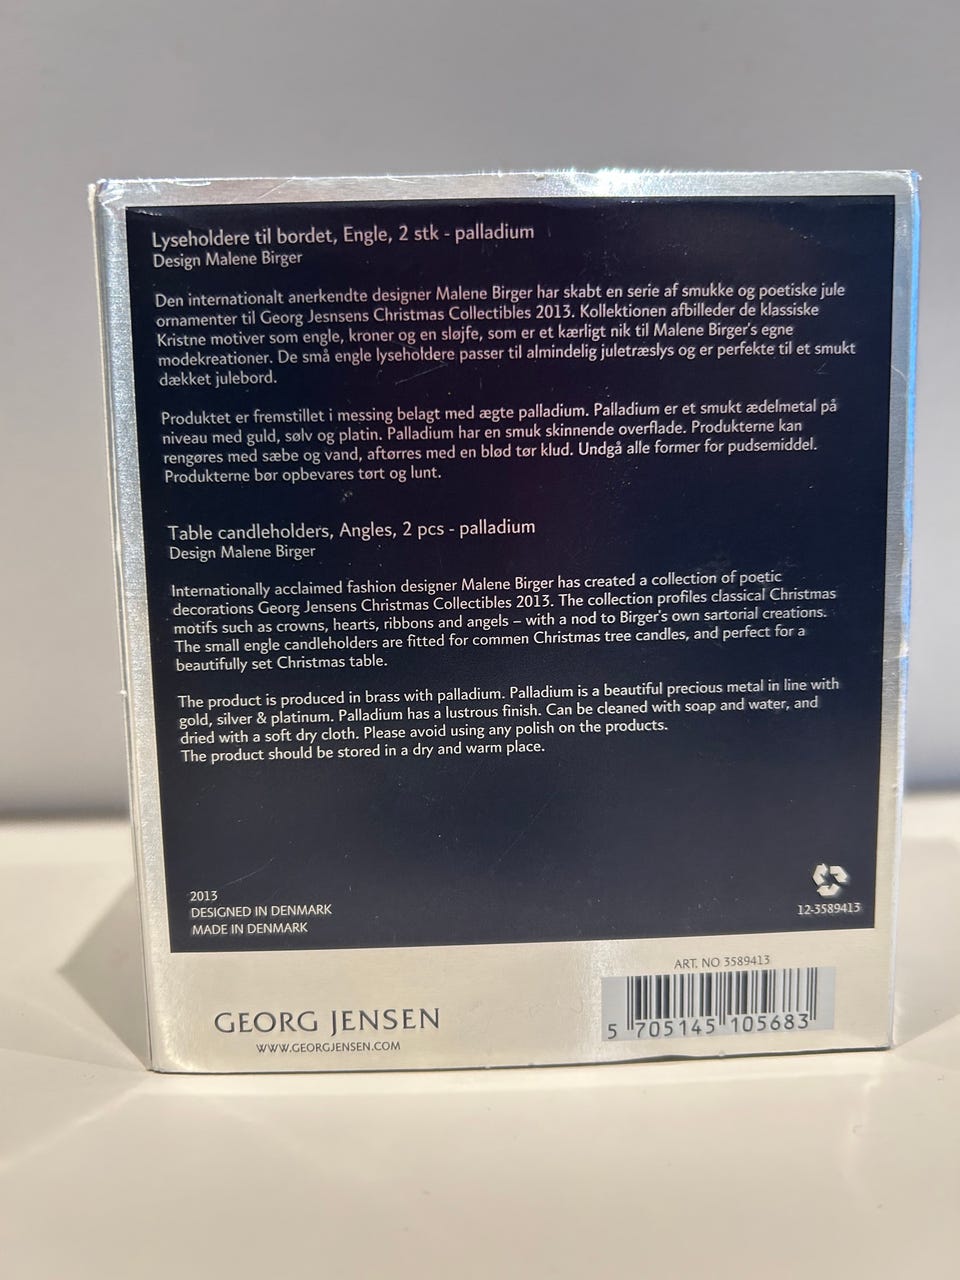 Lyseholdere til bordet, Engle, 2 stk - palladium
Design Malene Birger
Den internationalt anerkendte designer Malene Birger har skabt en serie af smukke og poetiske jule
ornamenter til Georg Jesnsens Christmas Collectibles 2013. Kollektionen afbilleder de klassiske
Kristne motiver som engle, kroner og en sløjfe, som er et kærligt nik til Malene Birger's egne
modekreationer. De små engle lyseholdere passer til almindelig juletræslys og er perfekte til et smukt
dækket julebord.
Produktet er fremstillet i messing belagt med ægte palladium. Palladium er et smukt ædelmetal på
niveau med guld, sølv og platin. Palladium har en smuk skinnende overflade. Produkterne kan
rengøres med sæbe og vand, aftørres med en blød tør klud. Undgå alle former for pudsemiddel.
Produkterne bør opbevares tørt og lunt.
Table candleholders, Angles, 2 pcs - palladium
Design Malene Birger
Internationally acclaimed fashion designer Malene Birger has created a collection of poetic
decorations Georg Jensens Christmas Collectibles 2013. The collection profiles classical Christmas
motifs such as crowns, hearts, ribbons and angels – with a nod to Birger's own sartorial creations.
The small engle candleholders are fitted for commen Christmas tree candles, and perfect for a
beautifully set Christmas table.
The product is produced in brass with palladium. Palladium is a beautiful precious metal in line with
gold, silver & platinum. Palladium has a lustrous finish. Can be cleaned with soap and water, and
dried with a soft dry cloth. Please avoid using any polish on the products.
The product should be stored in a dry and warm place.
2013
DESIGNED IN DENMARK
MADE IN DENMARK
12-3589413
ART. NO 3589413
5 705145 105683
GEORG JENSEN
WWW.GEORGJENSEN.COM